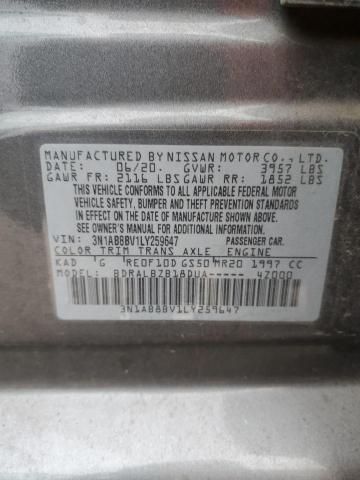 MANUFACTURED BY NISSAN MOTOR CO., LTD.
DATE: 06/20 GVWR: 3957 LBS
GAWR FR: 2116 LBS GAWR RR: 1852 LBS
THIS VEHICLE CONFORMS TO ALL APPLICABLE FEDERAL MOTOR
VEHICLE SAFETY, BUMPER, AND THEFT PREVENTION STANDARDS
IN EFFECT ON THE DATE OF MANUFACTURE SHOWN ABOVE.
SEE OWNER'S MANUAL FOR ADDITIONAL INFORMATION
VIN: 3N1AB8BV1LY259647 PASSENGER CAR.
COLOR TRIM TRANS AXLE ENGINE
KAD 'G 'RE0F10D GS50 MR20 1997 CC
MODEL: BDRALBZB18DUA----- 4Z000
3N1AB8BV1LY259647